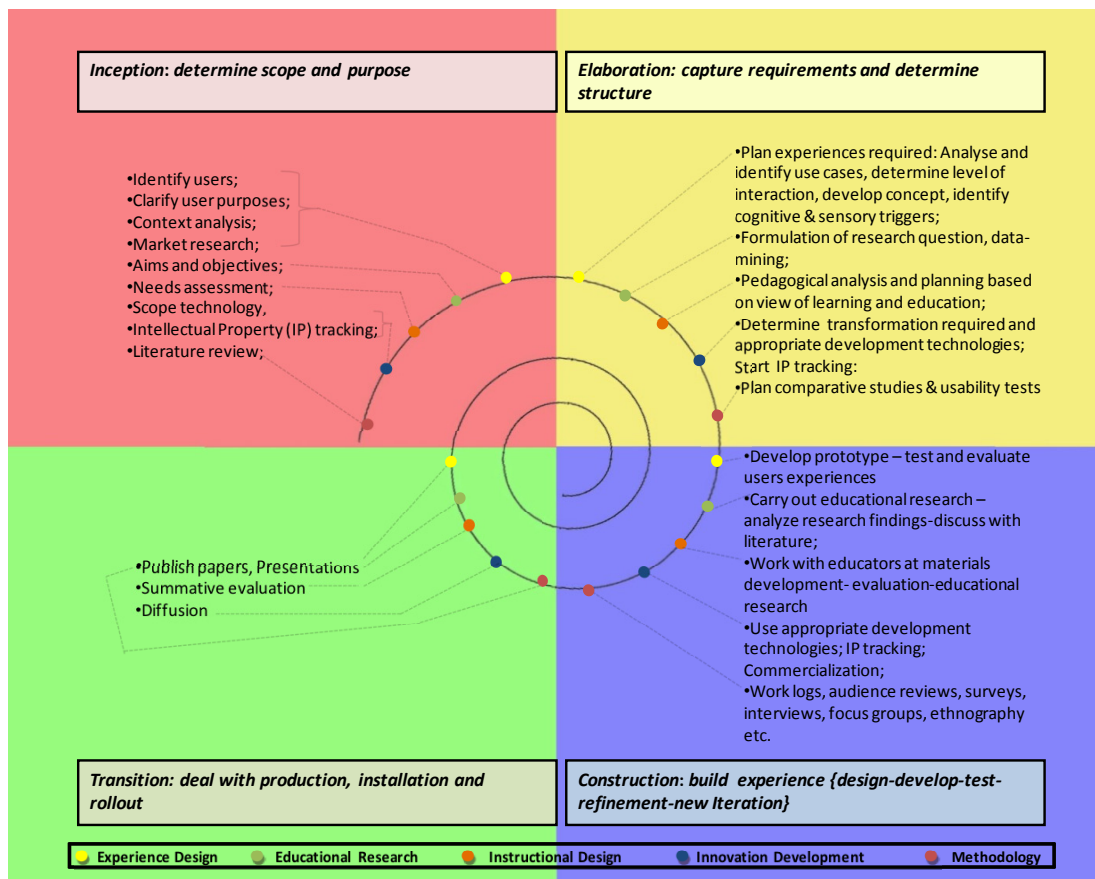 Inception: determine scope and purpose
Elaboration: capture requirements and determine
structure
•Identify users;
•Clarify user purposes;
•Context analysis;
•Market research;
•Aims and objectives;
•Needs assessment;
•Scope technology,
•Intellectual Property (IP) tracking;
•Literature review;
•Plan experiences required: Analyse and
identify use cases, determine level of
interaction, develop concept, identify
cognitive & sensory triggers;
•Formulation of research question, data-
mining;
•Pedagogical analysis and planning based
on view of learning and education;
•Determine transformation required and
appropriate development technologies;
Start IP tracking:
•Plan comparative studies & usability tests
•Develop prototype – test and evaluate
users experiences
•Carry out educational research –
analyze research findings-discuss with
literature;
•Work with educators at materials
development- evaluation-educational
research
•Use appropriate development
technologies; IP tracking;
Commercialization;
•Work logs, audience reviews, surveys,
interviews, focus groups, ethnography
etc.
•Publish papers, Presentations
•Summative evaluation
•Diffusion
Transition: deal with production, installation and
rollout
Construction: build experience {design-develop-test-
refinement-new Iteration}
Experience Design
Educational Research
Instructional Design
Innovation Development
Methodology